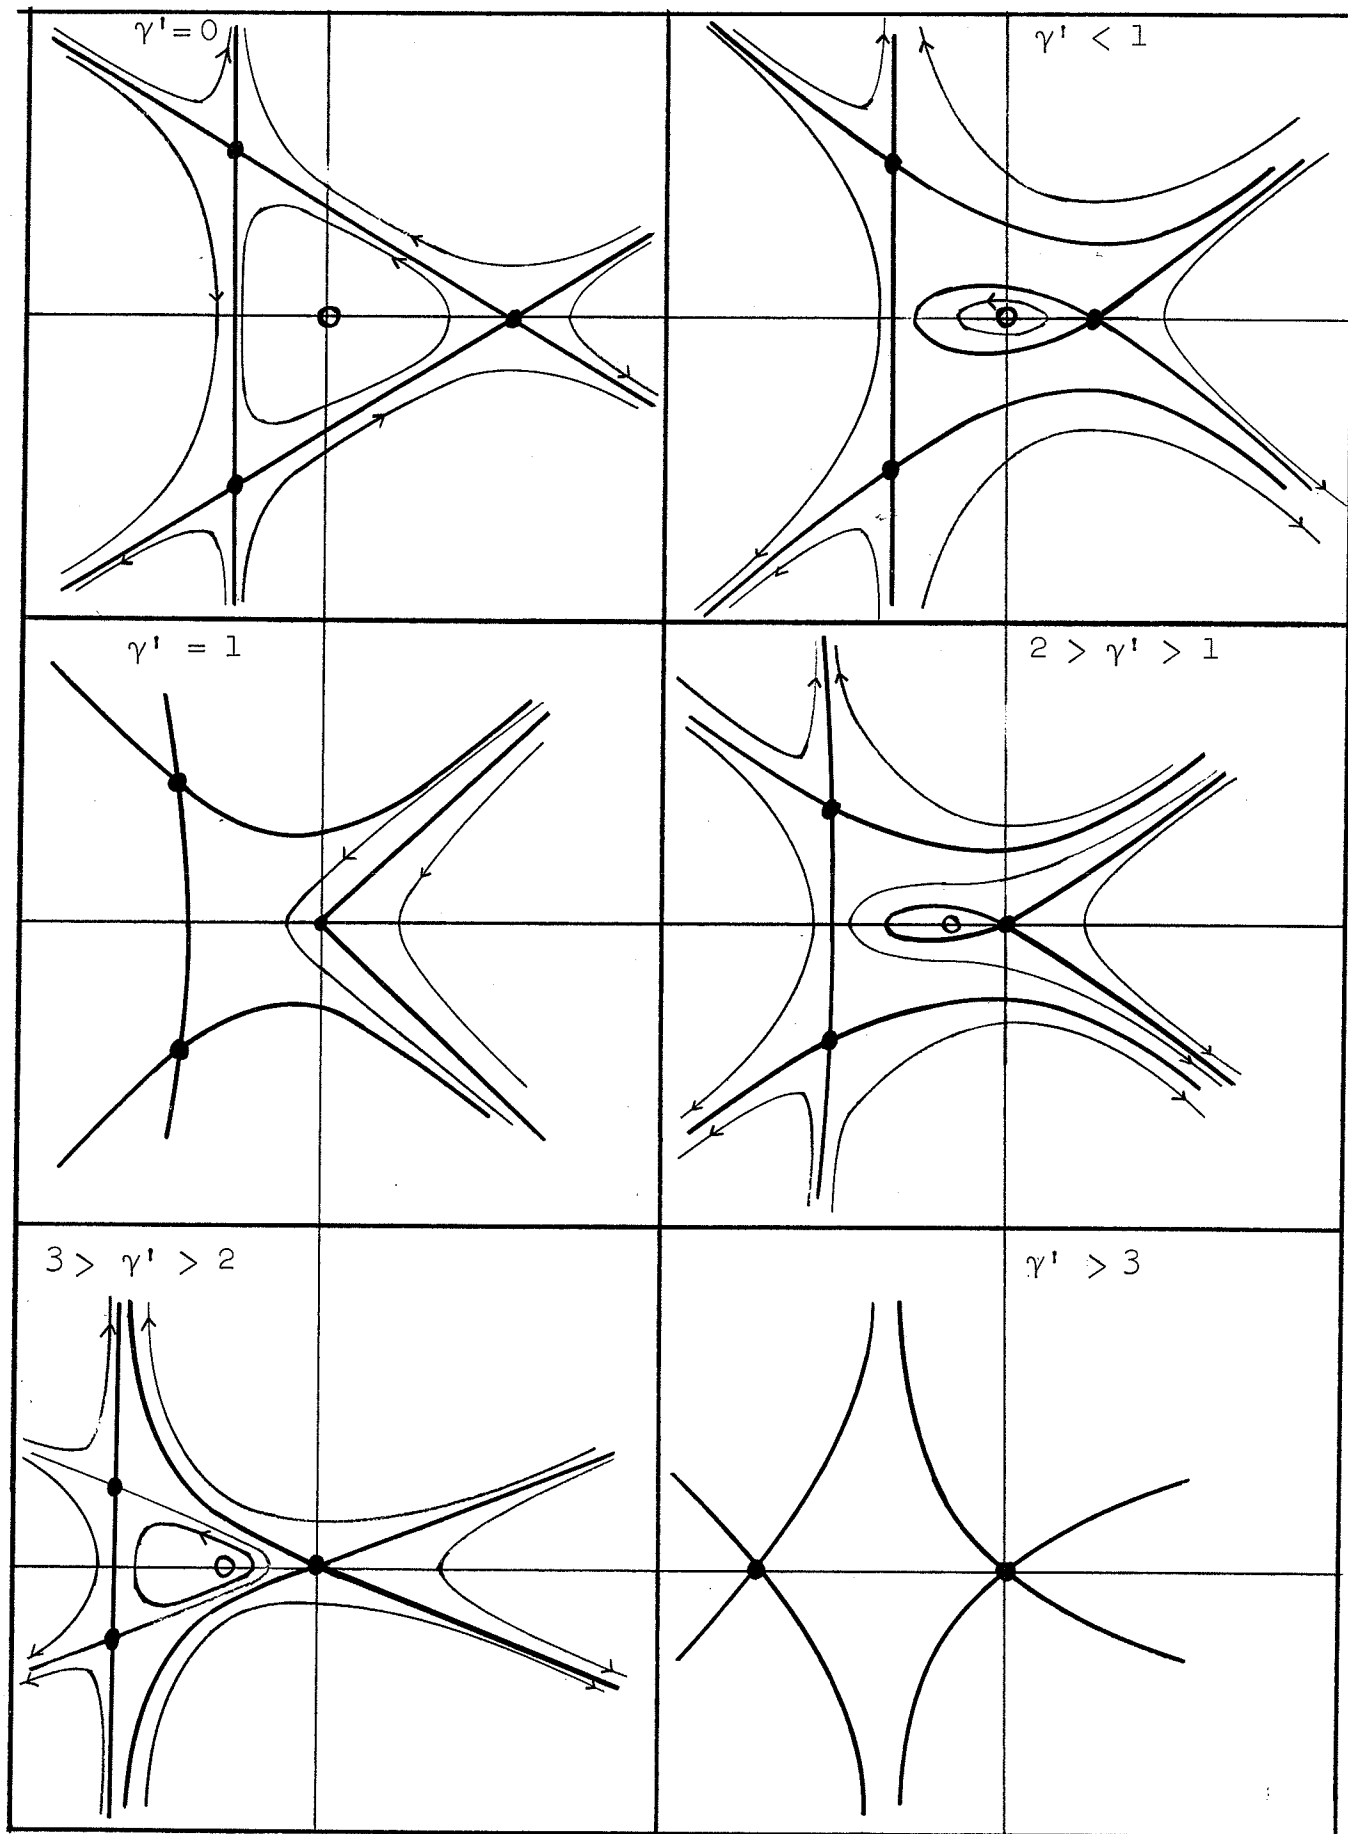 γ' = 0
γ' < 1
γ' = 1
2 > γ' > 1
3 > γ' > 2
γ' > 3